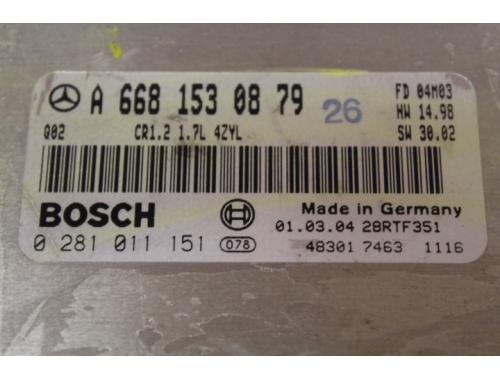 A 668 153 08 79 26 FD 04M03
HW 14.98
Q02 CR1.2 1.7L 4ZYL SW 30.02
BOSCH Made in Germany
01.03.04 28RTF351
0 281 011 151 078 48301 7463 1116